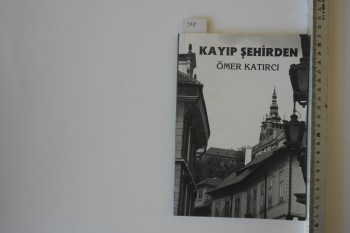 KAYIP ŞEHİRDEN
ÖMER KATIRCI